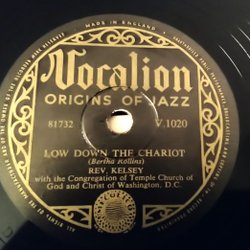 MADE IN ENGLAND
Vocalion
ORIGINS OF JAZZ
81732 V.1020
LOW DOWN THE CHARIOT
(Bertha Rollins)
REV. KELSEY
with the Congregation of Temple Church of
God and Christ of Washington. D.C.